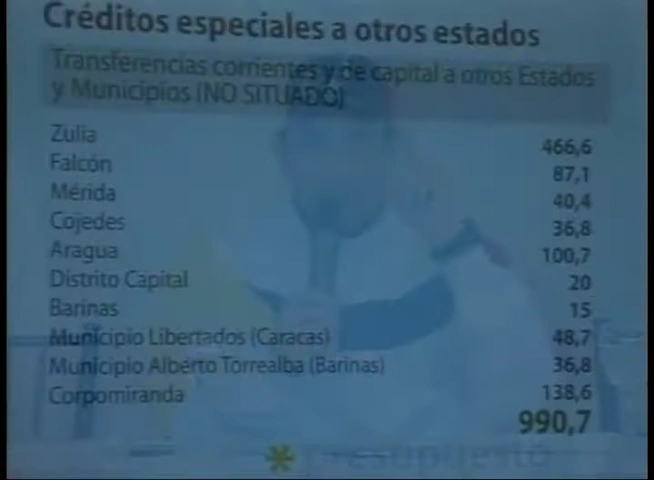 Créditos especiales a otros estados
Transferencias corrientes y de capital a otros Estados
y Municipios (NO SITUADO)
Zulia 466,6
Falcón 87,1
Mérida 40,4
Cojedes 36,8
Aragua 100,7
Distrito Capital 20
Barinas 15
Municipio Libertados (Caracas) 48,7
Municipio Alberto Torrealba (Barinas) 36,8
Corpomiranda 138,6
990,7
presupuesto